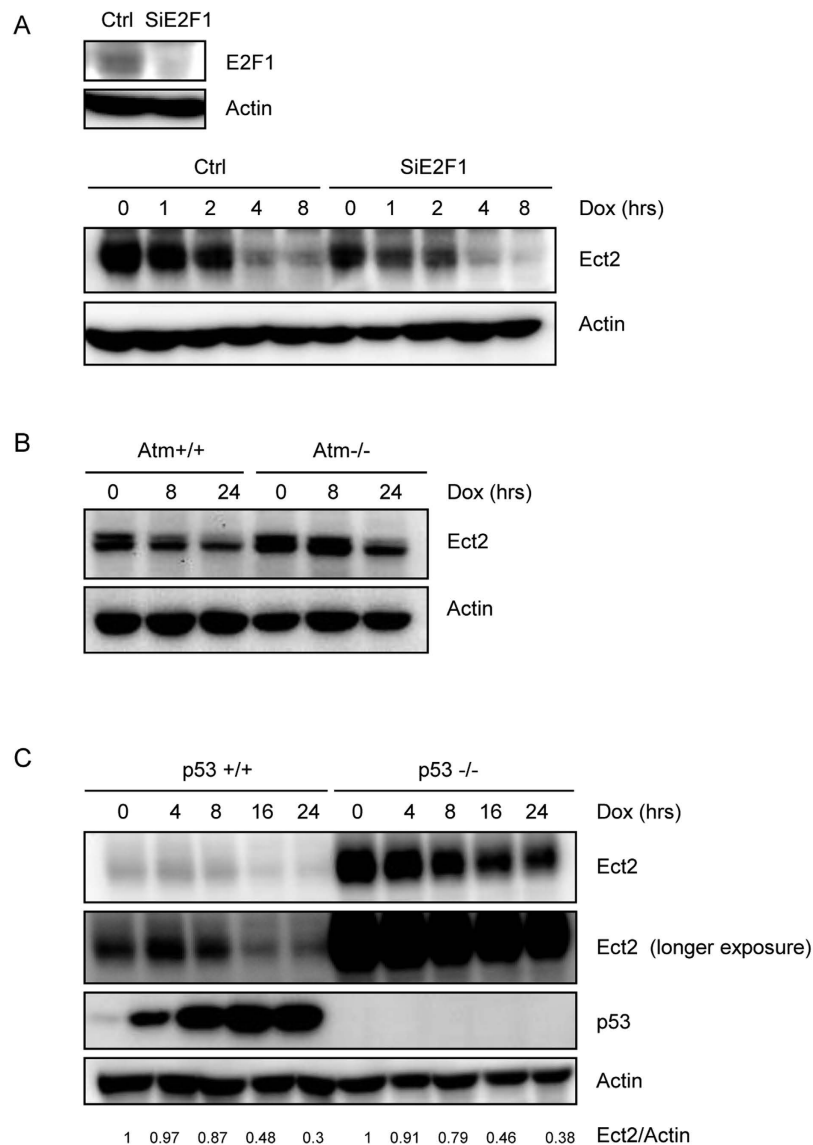 A
Ctrl SiE2F1
E2F1
Actin
Ctrl SiE2F1
0 1 2 4 8 0 1 2 4 8 Dox (hrs)
Ect2
Actin
B
Atm+/+ Atm-/-
0 8 24 0 8 24 Dox (hrs)
Ect2
Actin
C
p53 +/+ p53 -/-
0 4 8 16 24 0 4 8 16 24 Dox (hrs)
Ect2
Ect2 (longer exposure)
p53
Actin
1 0.97 0.87 0.48 0.3 1 0.91 0.79 0.46 0.38 Ect2/Actin